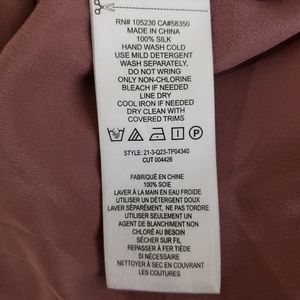 RN# 105230 CA#58350
MADE IN CHINA
100% SILK
HAND WASH COLD
USE MILD DETERGENT
WASH SEPARATELY,
DO NOT WRING
ONLY NON-CHLORINE
BLEACH IF NEEDED
LINE DRY
COOL IRON IF NEEDED
DRY CLEAN WITH
COVERED TRIMS
P
STYLE: 21-3-Q23-TP04340
CUT 004426
FABRIQUÉ EN CHINE
100% SOIE
LAVER À LA MAIN EN EAU FROIDE
UTILISER UN DÉTERGENT DOUX
LAVER SÉPARÉMENT, NE PAS TORDRE
UTILISER SEULEMENT UN
AGENT DE BLANCHIMENT NON
CHLORÉ AU BESOIN
SÉCHER SUR FIL
REPASSER À FER TIÈDE
SI NÉCESSAIRE
NETTOYER À SEC EN COUVRANT
LES COUTURES